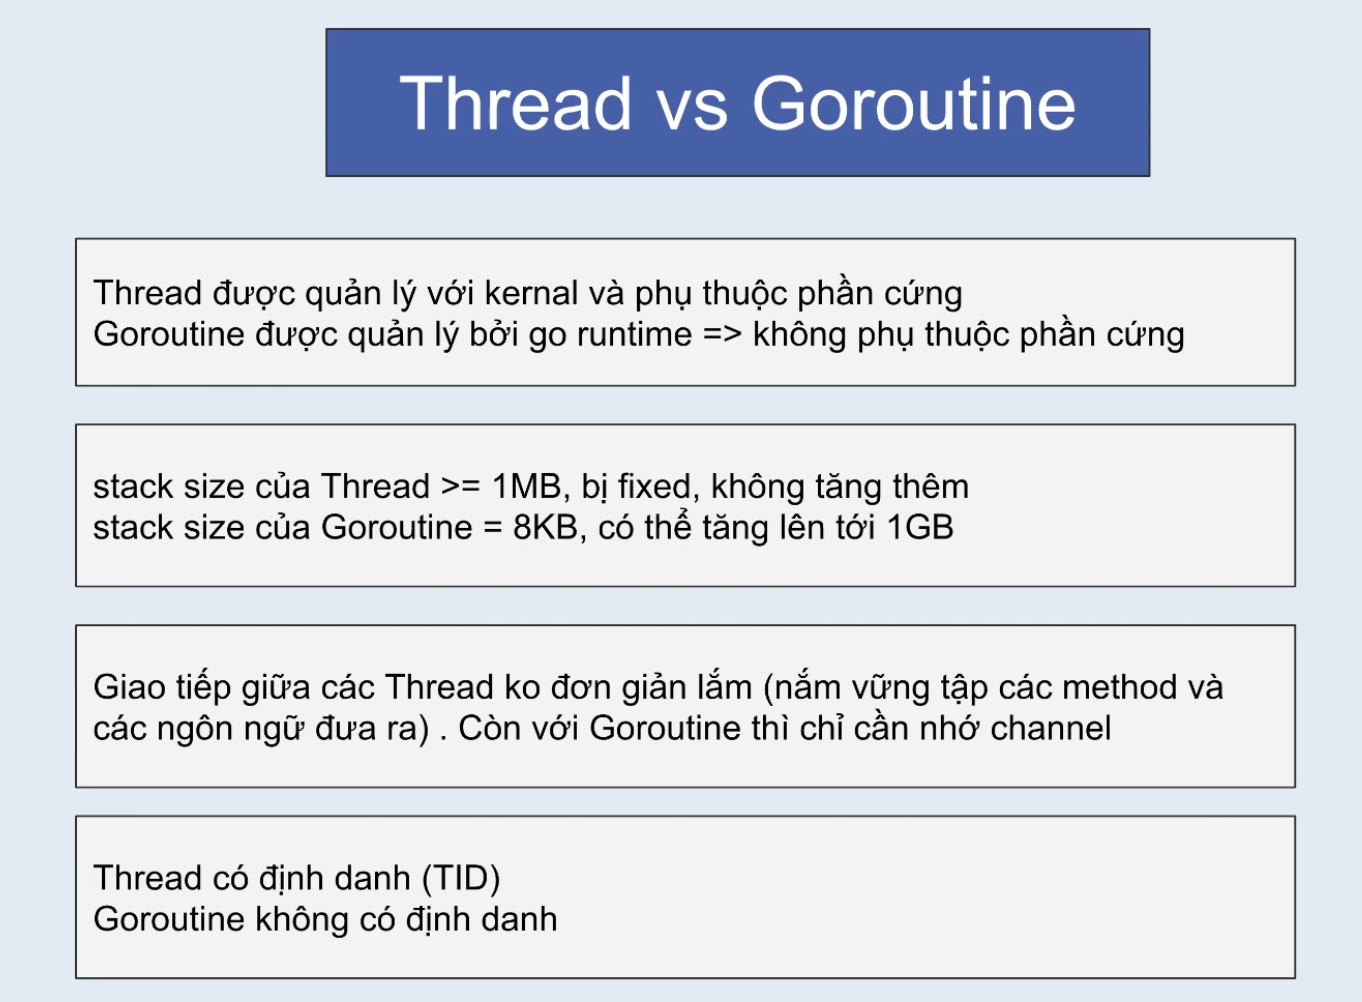 Thread vs Goroutine
Thread được quản lý với kernal và phụ thuộc phần cứng
Goroutine được quản lý bởi go runtime => không phụ thuộc phần cứng
stack size của Thread >= 1MB, bị fixed, không tăng thêm
stack size của Goroutine = 8KB, có thể tăng lên tới 1GB
Giao tiếp giữa các Thread ko đơn giản lắm (nắm vững tập các method và
các ngôn ngữ đưa ra) . Còn với Goroutine thì chỉ cần nhớ channel
Thread có định danh (TID)
Goroutine không có định danh